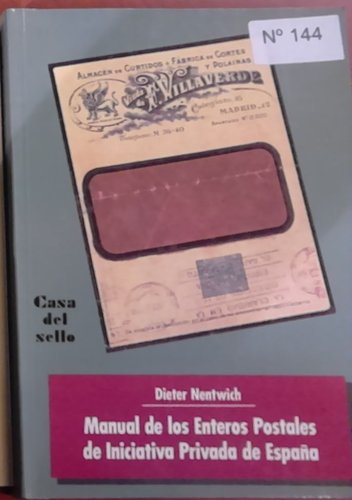 Nº 144
ALMACEN DE CURTIDOS Y FÁBRICA DE CORTES
Y POLAINAS
F. VILLAVERDE
MADRID
Casa
del
sello
Dieter Nentwich
Manual de los Enteros Postales
de Iniciativa Privada de España